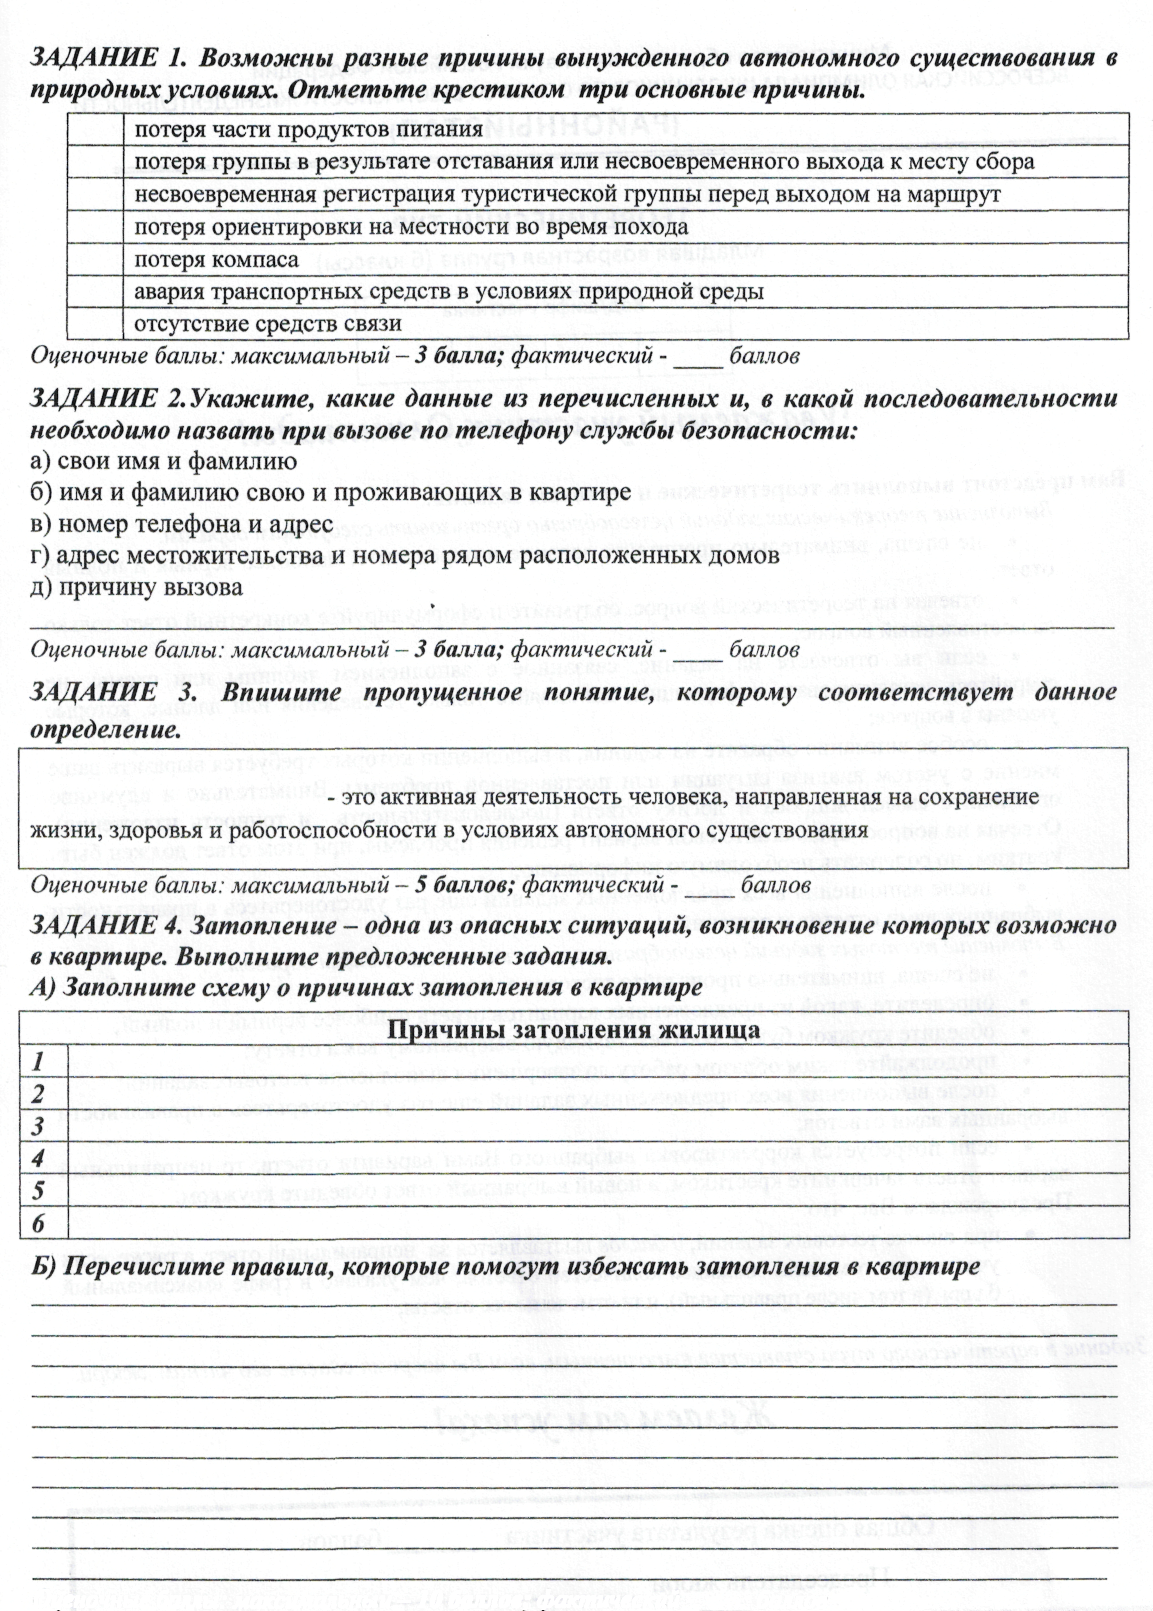 ЗАДАНИЕ 1. Возможны разные причины вынужденного автономного существования в
природных условиях. Отметьте крестиком три основные причины.
потеря части продуктов питания
потеря группы в результате отставания или несвоевременного выхода к месту сбора
несвоевременная регистрация туристической группы перед выходом на маршрут
потеря ориентировки на местности во время похода
потеря компаса
авария транспортных средств в условиях природной среды
отсутствие средств связи
Оценочные баллы: максимальный – 3 балла; фактический - ____ баллов
ЗАДАНИЕ 2.Укажите, какие данные из перечисленных и, в какой последовательности
необходимо назвать при вызове по телефону службы безопасности:
а) свои имя и фамилию
б) имя и фамилию свою и проживающих в квартире
в) номер телефона и адрес
г) адрес местожительства и номера рядом расположенных домов
д) причину вызова
Оценочные баллы: максимальный – 3 балла; фактический - ____ баллов
ЗАДАНИЕ 3. Впишите пропущенное понятие, которому соответствует данное
определение.
- это активная деятельность человека, направленная на сохранение
жизни, здоровья и работоспособности в условиях автономного существования
Оценочные баллы: максимальный – 5 баллов; фактический - ____ баллов
ЗАДАНИЕ 4. Затопление – одна из опасных ситуаций, возникновение которых возможно
в квартире. Выполните предложенные задания.
А) Заполните схему о причинах затопления в квартире
Причины затопления жилища
1
2
3
4
5
6
Б) Перечислите правила, которые помогут избежать затопления в квартире